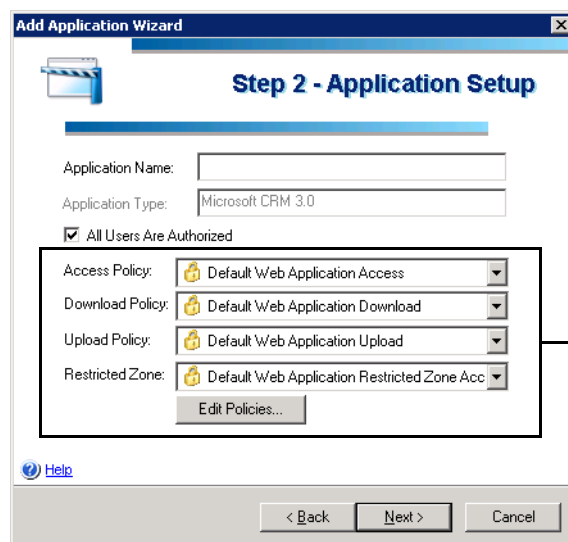 Add Application Wizard
Step 2 - Application Setup
Application Name:
Application Type: Microsoft CRM 3.0
All Users Are Authorized
Access Policy: Default Web Application Access
Download Policy: Default Web Application Download
Upload Policy: Default Web Application Upload
Restricted Zone: Default Web Application Restricted Zone Acc
Edit Policies...
Help
< Back Next > Cancel